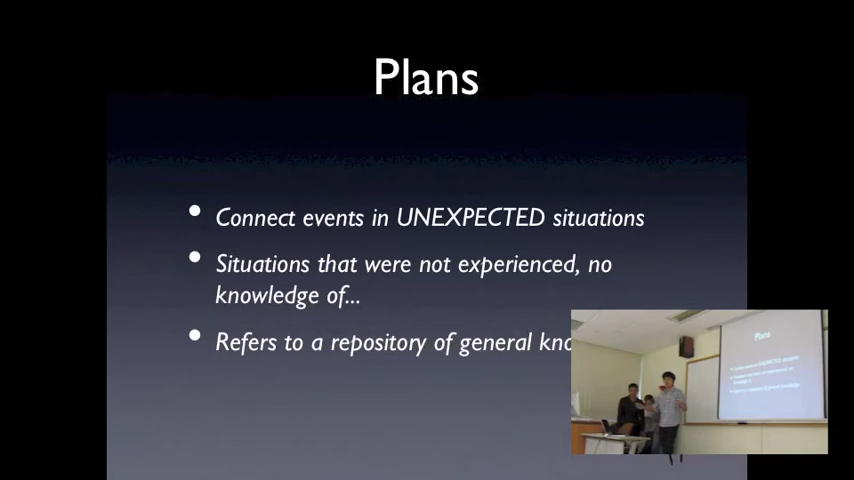 Plans
• Connect events in UNEXPECTED situations
• Situations that were not experienced, no
knowledge of...
• Refers to a repository of general
Plans